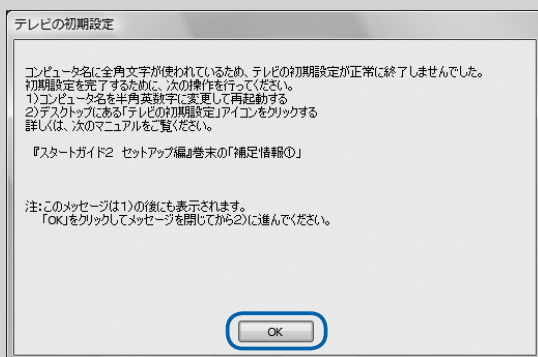 テレビの初期設定
コンピュータ名に全角文字が使われているため、テレビの初期設定が正常に終了しませんでした。
初期設定を完了するために、次の操作を行ってください。
1)コンピュータ名を半角英数字に変更して再起動する
2)デスクトップにある「テレビの初期設定」アイコンをクリックする
詳しくは、次のマニュアルをご覧ください。
『スタートガイド2 セットアップ編』巻末の「補足情報①」
注:このメッセージは1)の後にも表示されます。
「OK」をクリックしてメッセージを閉じてから2)に進んでください。
OK